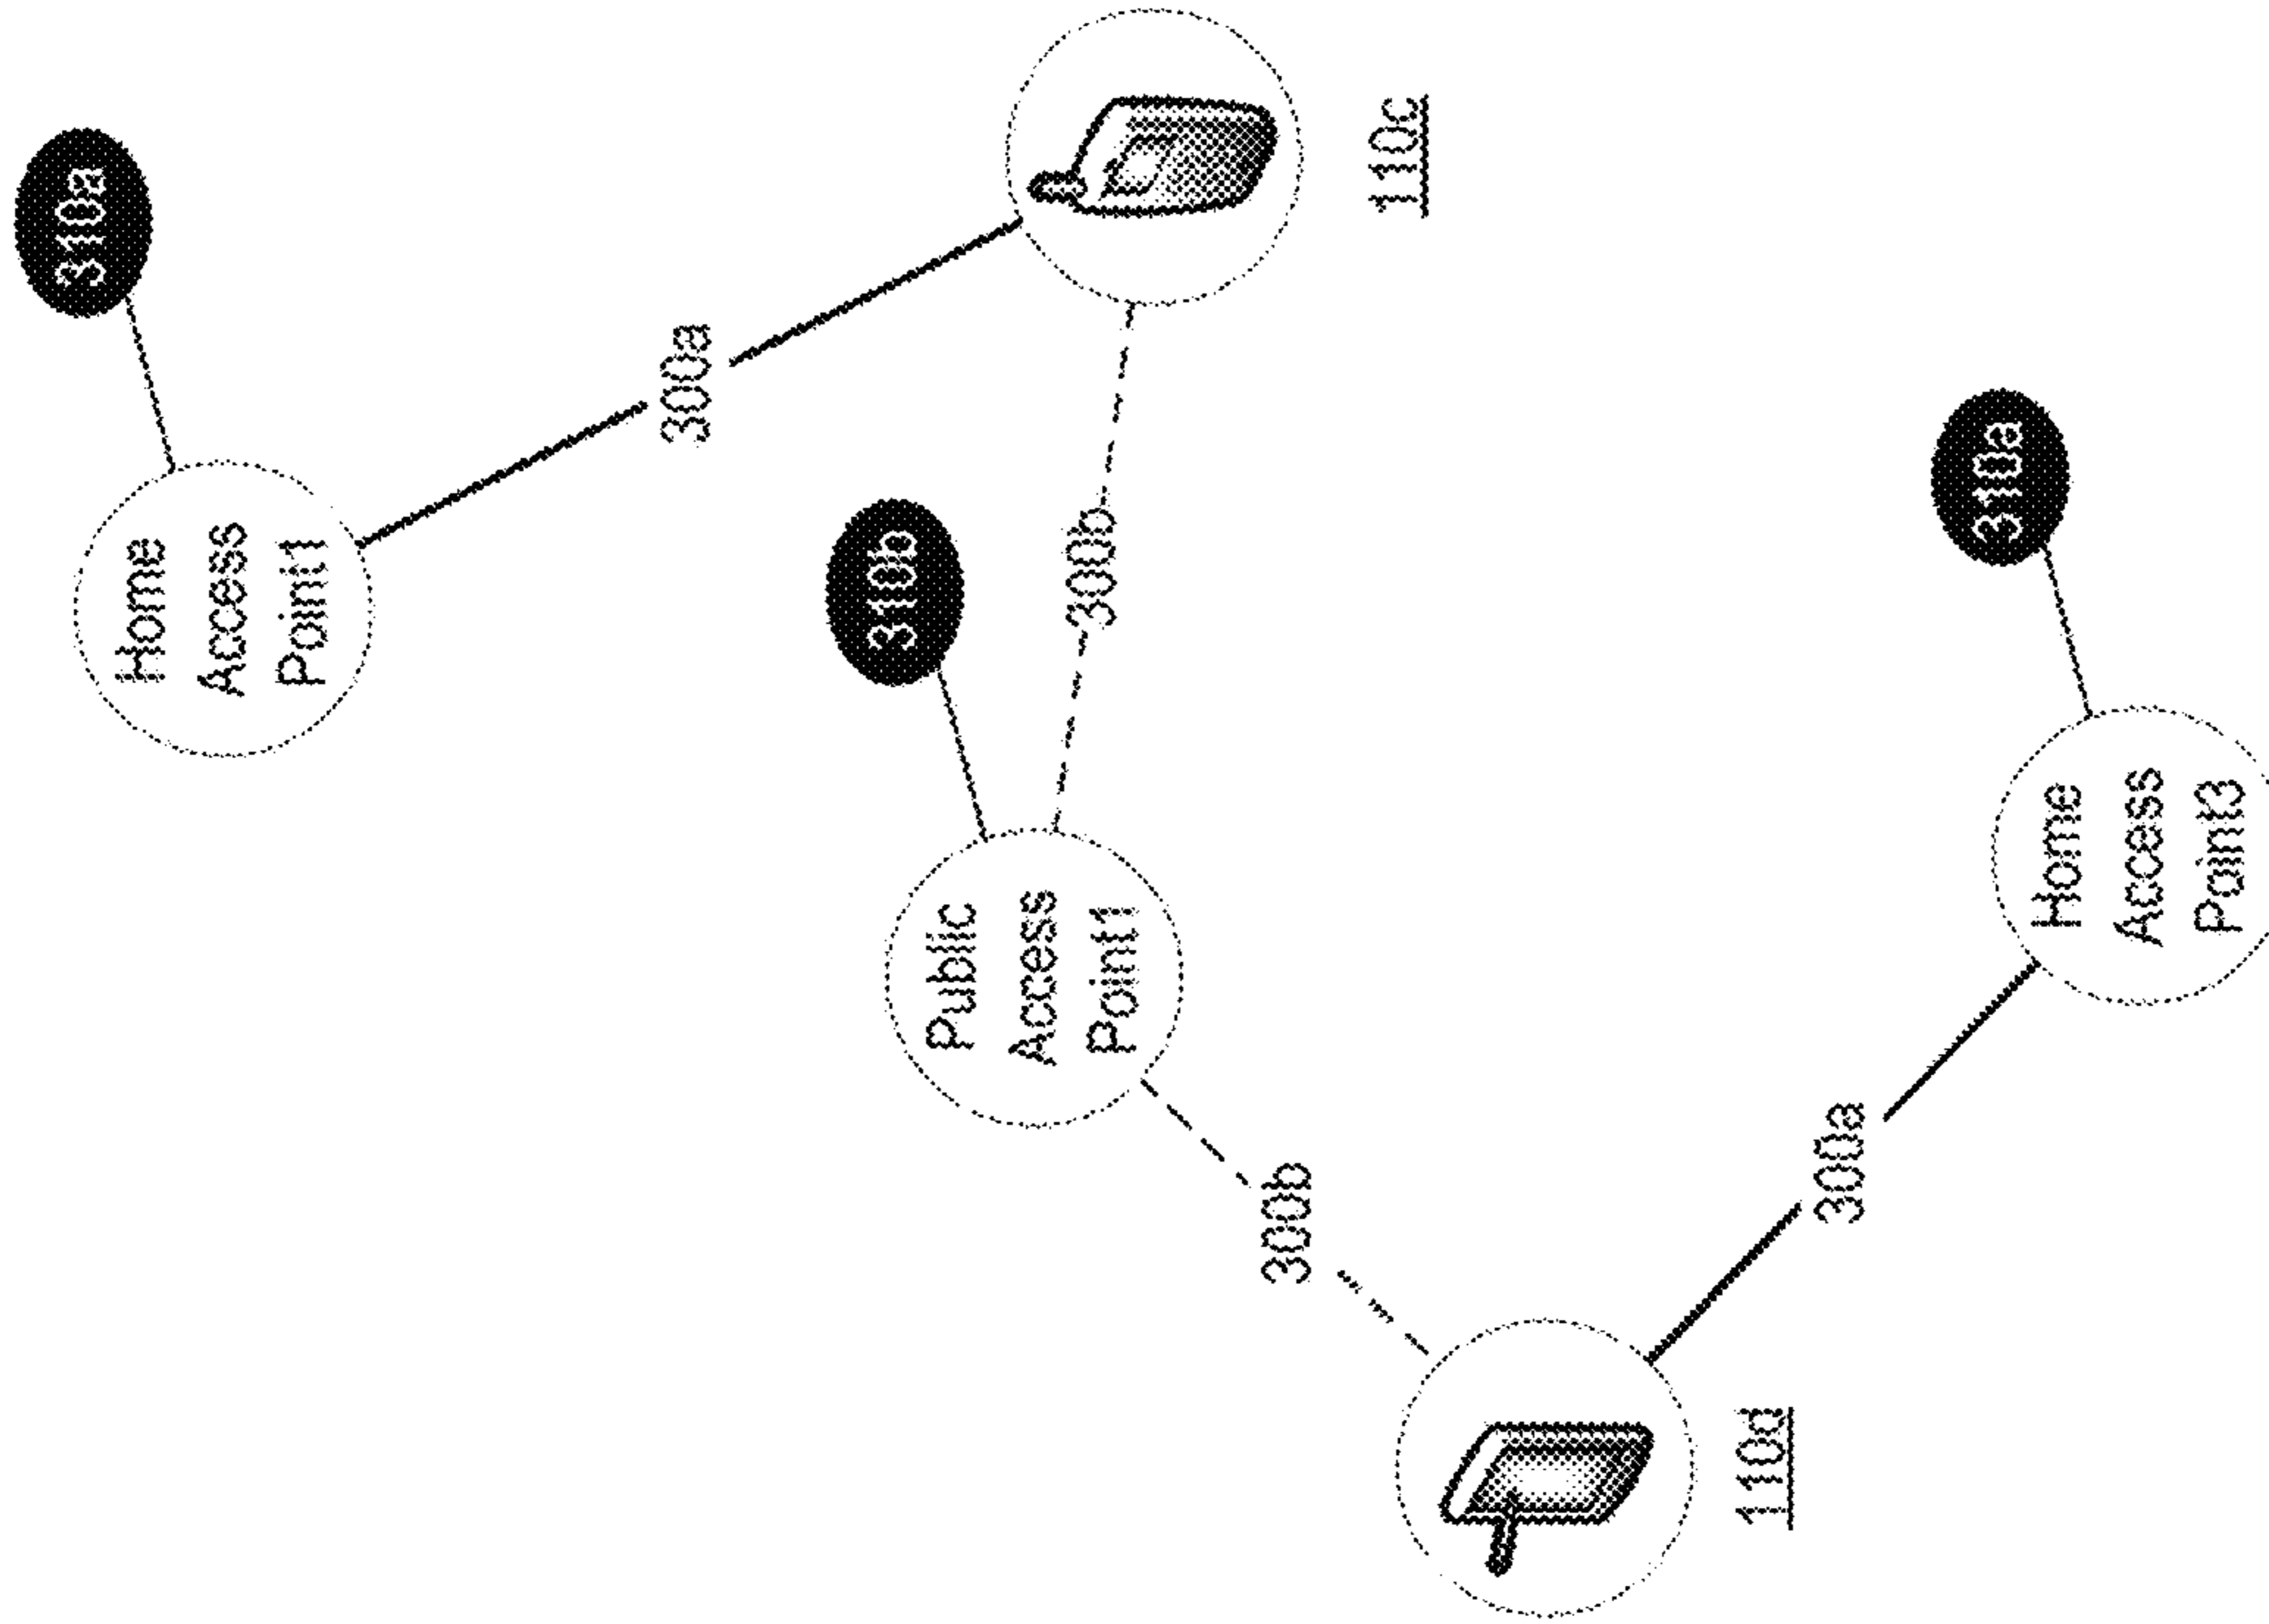 310a
Home
Access
Point1
300a
110c
310b
300b
Public
Access
Point1
300b
110d
300a
310a
Home
Access
Point3